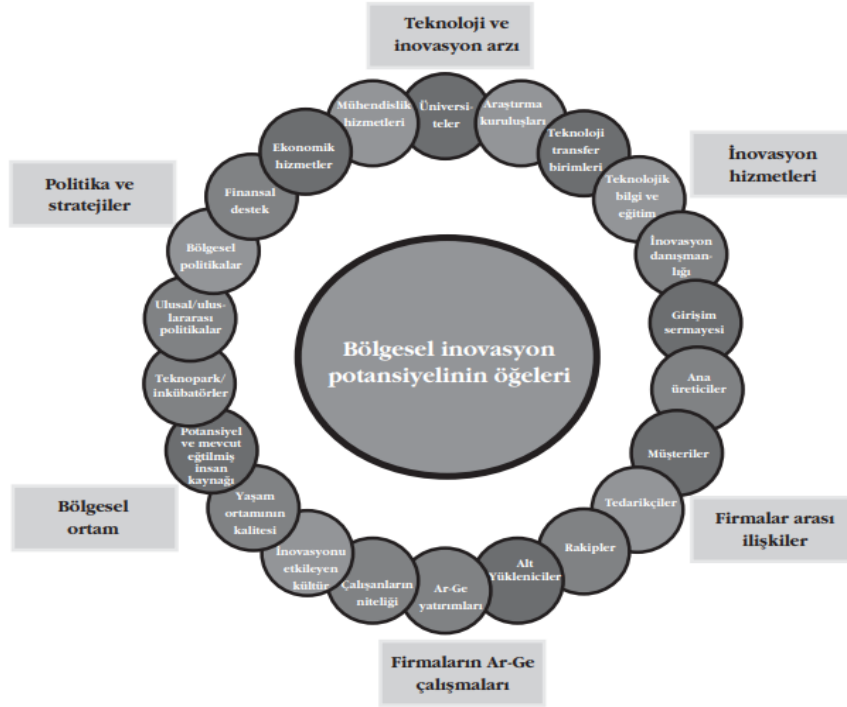 Teknoloji ve
inovasyon arzı
Mühendislik
hizmetleri
Üniversi-
teler
Araştırma
kuruluşları
Teknoloji
transfer
birimleri
Teknolojik
bilgi ve
eğitim
İnovasyon
hizmetleri
İnovasyon
danışman-
lığı
Girişim
sermayesi
Ana
üreticiler
Müşteriler
Tedarikçiler
Firmalar arası
ilişkiler
Rakipler
Alt
Yükleniciler
Ar-Ge
yatırımları
Firmaların Ar-Ge
çalışmaları
Çalışanların
niteliği
İnovasyonu
etkileyen
kültür
Yaşam
ortamının
kalitesi
Bölgesel
ortam
Potansiyel
ve mevcut
eğtilmiş
insan
kaynağı
Teknopark/
inkübatörler
Ulusal/ulus-
lararası
politikalar
Bölgesel
politikalar
Politika ve
stratejiler
Finansal
destek
Ekonomik
hizmetler
Bölgesel inovasyon
potansiyelinin öğeleri